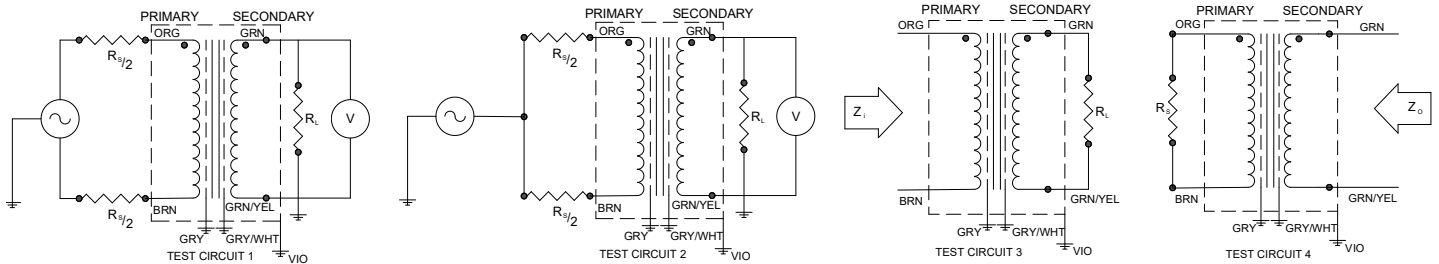 PRIMARY SECONDARY
ORG GRN
RS/2
RL
V
RS/2
BRN GRN/YEL
GRY GRY/WHT
VIO
TEST CIRCUIT 1
PRIMARY SECONDARY
ORG GRN
RS/2
RL
V
RS/2
BRN GRN/YEL
GRY GRY/WHT
VIO
TEST CIRCUIT 2
PRIMARY SECONDARY
ORG GRN
Zi
RL
BRN GRN/YEL
GRY GRY/WHT
VIO
TEST CIRCUIT 3
PRIMARY SECONDARY
ORG GRN
RS
Zo
BRN GRN/YEL
GRY GRY/WHT
VIO
TEST CIRCUIT 4